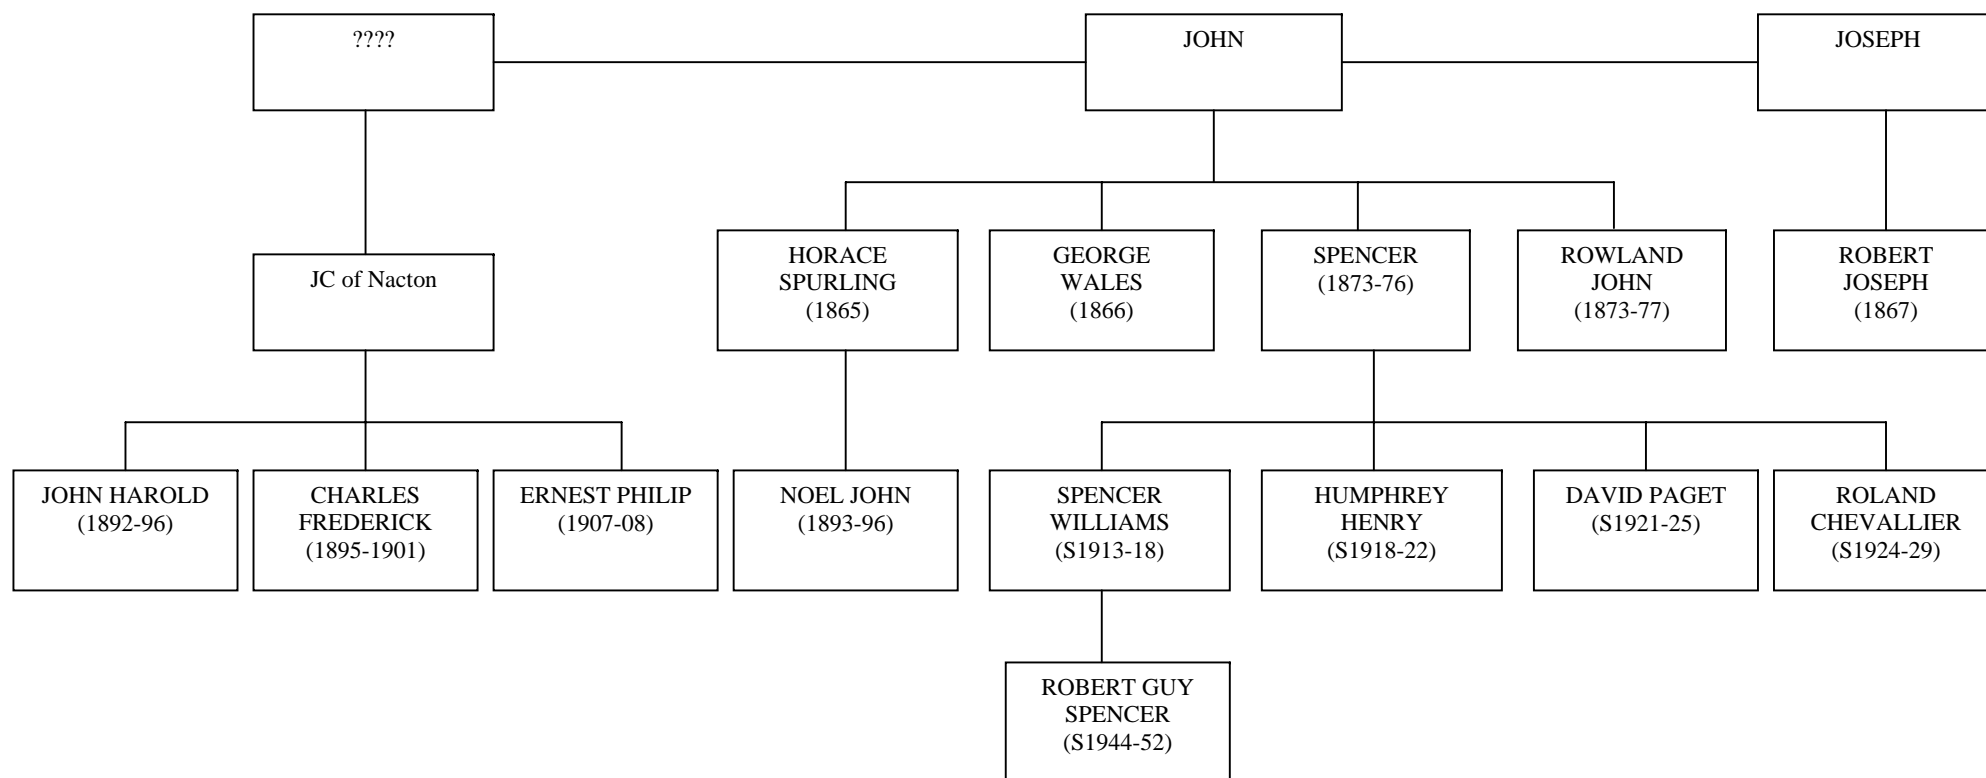 ????
JOHN
JOSEPH
JC of Nacton
HORACE
SPURLING
(1865)
GEORGE
WALES
(1866)
SPENCER
(1873-76)
ROWLAND
JOHN
(1873-77)
ROBERT
JOSEPH
(1867)
JOHN HAROLD
(1892-96)
CHARLES
FREDERICK
(1895-1901)
ERNEST PHILIP
(1907-08)
NOEL JOHN
(1893-96)
SPENCER
WILLIAMS
(S1913-18)
HUMPHREY
HENRY
(S1918-22)
DAVID PAGET
(S1921-25)
ROLAND
CHEVALLIER
(S1924-29)
ROBERT GUY
SPENCER
(S1944-52)